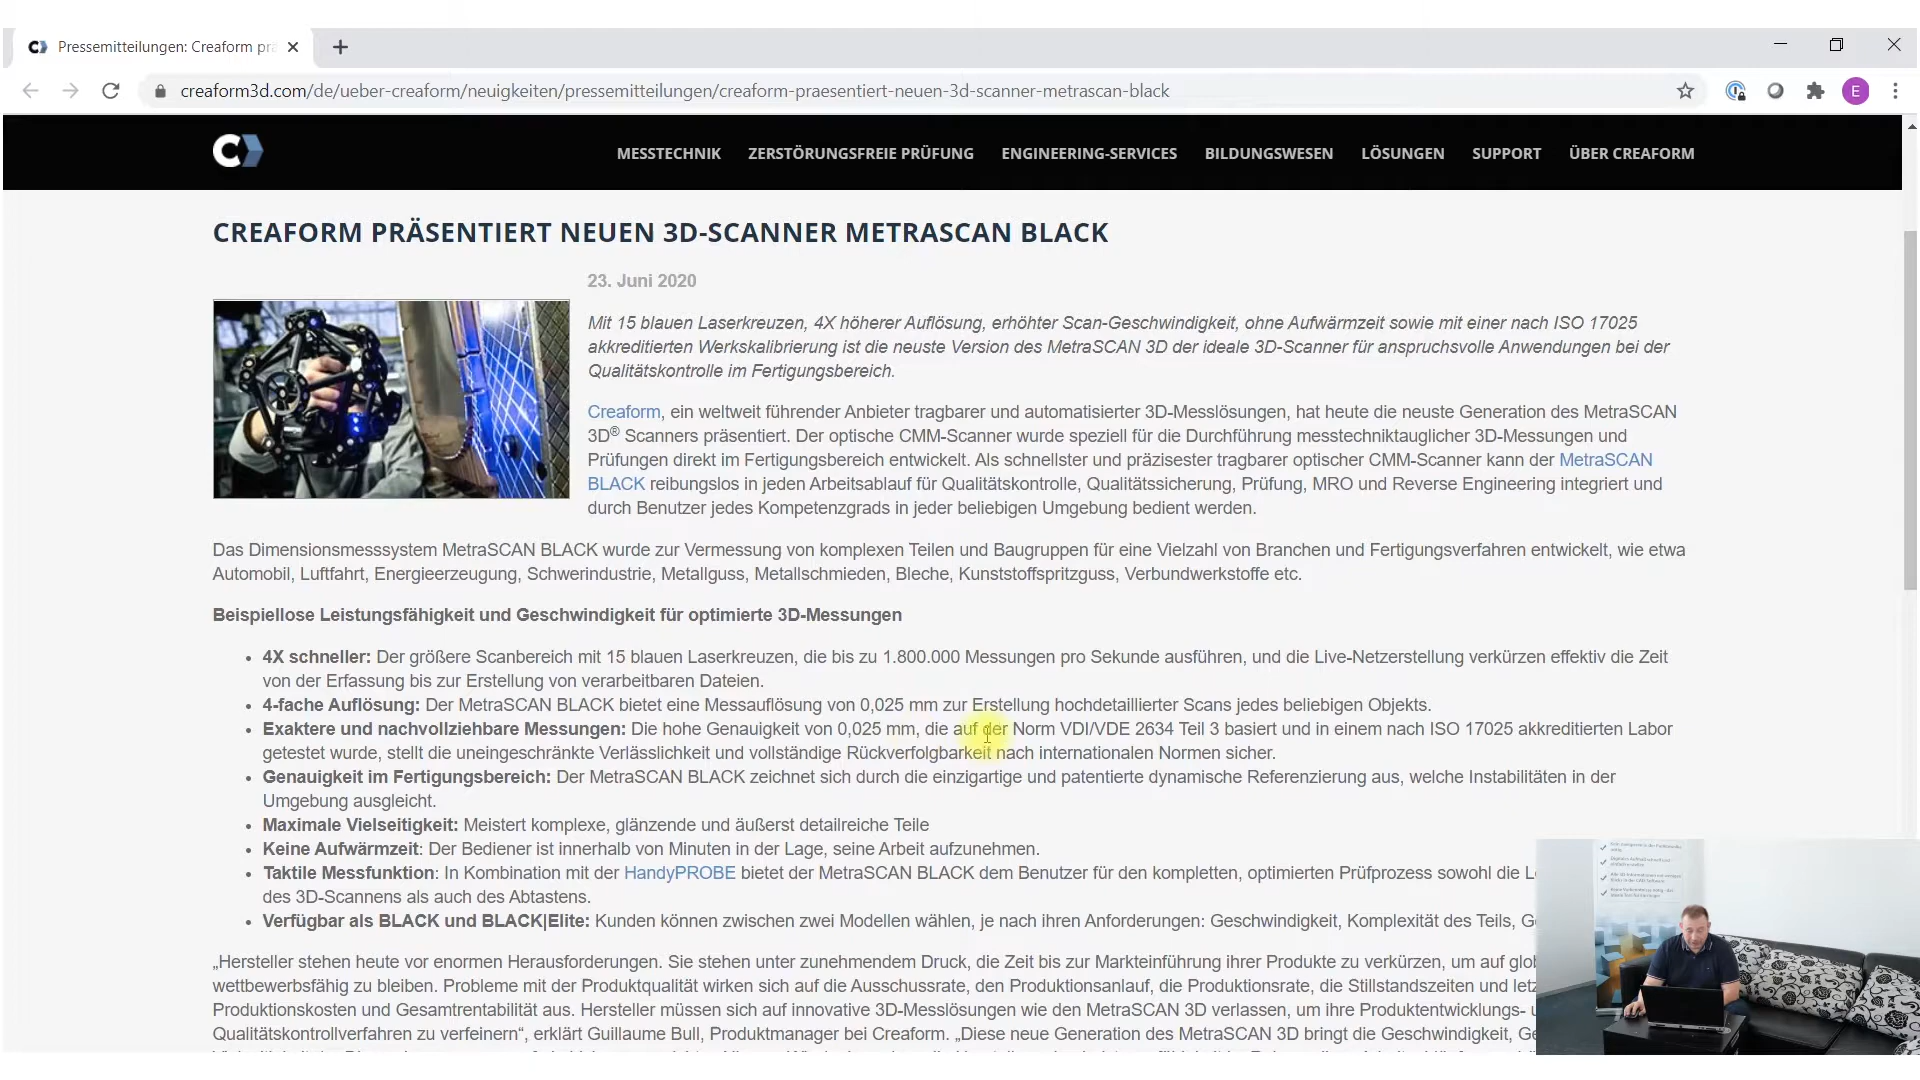 Pressemitteilungen: Creaform prä
creaform3d.com/de/ueber-creaform/neuigkeiten/pressemitteilungen/creaform-praesentiert-neuen-3d-scanner-metrascan-black
E
MESSTECHNIK ZERSTÖRUNGSFREIE PRÜFUNG ENGINEERING-SERVICES BILDUNGSWESEN LÖSUNGEN SUPPORT ÜBER CREAFORM
CREAFORM PRÄSENTIERT NEUEN 3D-SCANNER METRASCAN BLACK
23. Juni 2020
Mit 15 blauen Laserkreuzen, 4X höherer Auflösung, erhöhter Scan-Geschwindigkeit, ohne Aufwärmzeit sowie mit einer nach ISO 17025
akkreditierten Werkskalibrierung ist die neuste Version des MetraSCAN 3D der ideale 3D-Scanner für anspruchsvolle Anwendungen bei der
Qualitätskontrolle im Fertigungsbereich.
Creaform, ein weltweit führender Anbieter tragbarer und automatisierter 3D-Messlösungen, hat heute die neuste Generation des MetraSCAN
3D® Scanners präsentiert. Der optische CMM-Scanner wurde speziell für die Durchführung messtechniktauglicher 3D-Messungen und
Prüfungen direkt im Fertigungsbereich entwickelt. Als schnellster und präzisester tragbarer optischer CMM-Scanner kann der MetraSCAN
BLACK reibungslos in jeden Arbeitsablauf für Qualitätskontrolle, Qualitätssicherung, Prüfung, MRO und Reverse Engineering integriert und
durch Benutzer jedes Kompetenzgrads in jeder beliebigen Umgebung bedient werden.
Das Dimensionsmesssystem MetraSCAN BLACK wurde zur Vermessung von komplexen Teilen und Baugruppen für eine Vielzahl von Branchen und Fertigungsverfahren entwickelt, wie etwa
Automobil, Luftfahrt, Energieerzeugung, Schwerindustrie, Metallguss, Metallschmieden, Bleche, Kunststoffspritzguss, Verbundwerkstoffe etc.
Beispiellose Leistungsfähigkeit und Geschwindigkeit für optimierte 3D-Messungen
• 4X schneller: Der größere Scanbereich mit 15 blauen Laserkreuzen, die bis zu 1.800.000 Messungen pro Sekunde ausführen, und die Live-Netzerstellung verkürzen effektiv die Zeit
von der Erfassung bis zur Erstellung von verarbeitbaren Dateien.
• 4-fache Auflösung: Der MetraSCAN BLACK bietet eine Messauflösung von 0,025 mm zur Erstellung hochdetaillierter Scans jedes beliebigen Objekts.
• Exaktere und nachvollziehbare Messungen: Die hohe Genauigkeit von 0,025 mm, die auf der Norm VDI/VDE 2634 Teil 3 basiert und in einem nach ISO 17025 akkreditierten Labor
getestet wurde, stellt die uneingeschränkte Verlässlichkeit und vollständige Rückverfolgbarkeit nach internationalen Normen sicher.
• Genauigkeit im Fertigungsbereich: Der MetraSCAN BLACK zeichnet sich durch die einzigartige und patentierte dynamische Referenzierung aus, welche Instabilitäten in der
Umgebung ausgleicht.
• Maximale Vielseitigkeit: Meistert komplexe, glänzende und äußerst detailreiche Teile
• Keine Aufwärmzeit: Der Bediener ist innerhalb von Minuten in der Lage, seine Arbeit aufzunehmen.
• Taktile Messfunktion: In Kombination mit der HandyPROBE bietet der MetraSCAN BLACK dem Benutzer für den kompletten, optimierten Prüfprozess sowohl die
des 3D-Scannens als auch des Abtastens.
• Verfügbar als BLACK und BLACK|Elite: Kunden können zwischen zwei Modellen wählen, je nach ihren Anforderungen: Geschwindigkeit, Komplexität des Teils,
„Hersteller stehen heute vor enormen Herausforderungen. Sie stehen unter zunehmendem Druck, die Zeit bis zur Markteinführung ihrer Produkte zu verkürzen, um auf
wettbewerbsfähig zu bleiben. Probleme mit der Produktqualität wirken sich auf die Ausschussrate, den Produktionsanlauf, die Produktionsrate, die Stillstandszeiten und
Produktionskosten und Gesamtrentabilität aus. Hersteller müssen sich auf innovative 3D-Messlösungen wie den MetraSCAN 3D verlassen, um ihre Produktentwicklungs-
Qualitätskontrollverfahren zu verfeinern“, erklärt Guillaume Bull, Produktmanager bei Creaform. „Diese neue Generation des MetraSCAN 3D bringt die Geschwindigkeit,